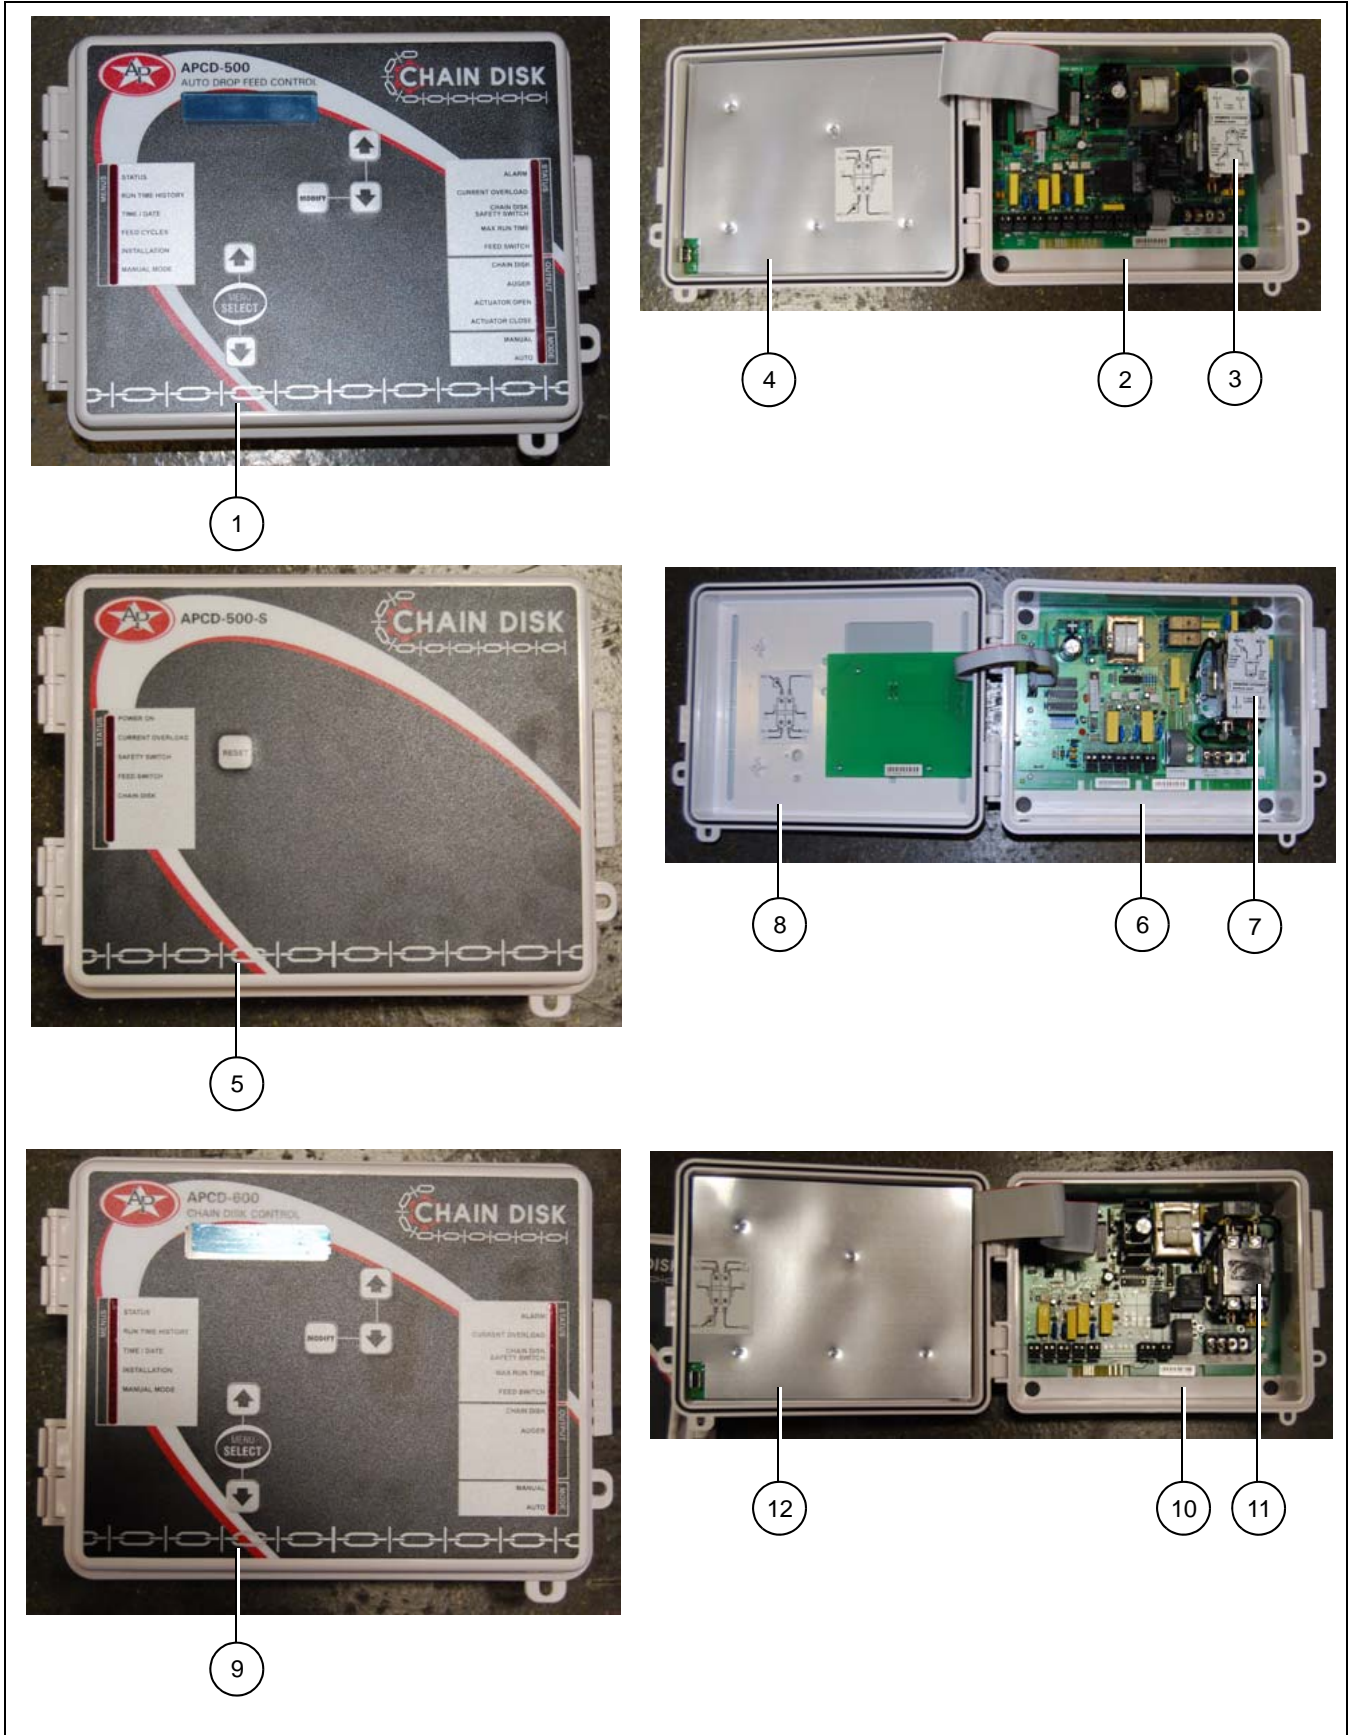 AP
APCD-500
AUTO DROP FEED CONTROL
CHAIN DISK
MENUS
STATUS
RUN TIME HISTORY
TIME / DATE
FEED CYCLES
INSTALLATION
MANUAL MODE
MODIFY
MENU
SELECT
STATUS
ALARM
CURRENT OVERLOAD
CHAIN DISK
SAFETY SWITCH
MAX RUN TIME
FEED SWITCH
OUTPUT
CHAIN DISK
AUGER
ACTUATOR OPEN
ACTUATOR CLOSE
MODE
MANUAL
AUTO
1
4
2
3
AP
APCD-500-S
CHAIN DISK
STATUS
POWER ON
CURRENT OVERLOAD
SAFETY SWITCH
FEED SWITCH
CHAIN DISK
RESET
5
8
6
7
AP
APCD-600
CHAIN DISK CONTROL
CHAIN DISK
MENUS
STATUS
RUN TIME HISTORY
TIME / DATE
INSTALLATION
MANUAL MODE
MODIFY
MENU
SELECT
STATUS
ALARM
CURRENT OVERLOAD
CHAIN DISK
SAFETY SWITCH
MAX RUN TIME
FEED SWITCH
OUTPUT
CHAIN DISK
AUGER
MODE
MANUAL
AUTO
9
12
10
11